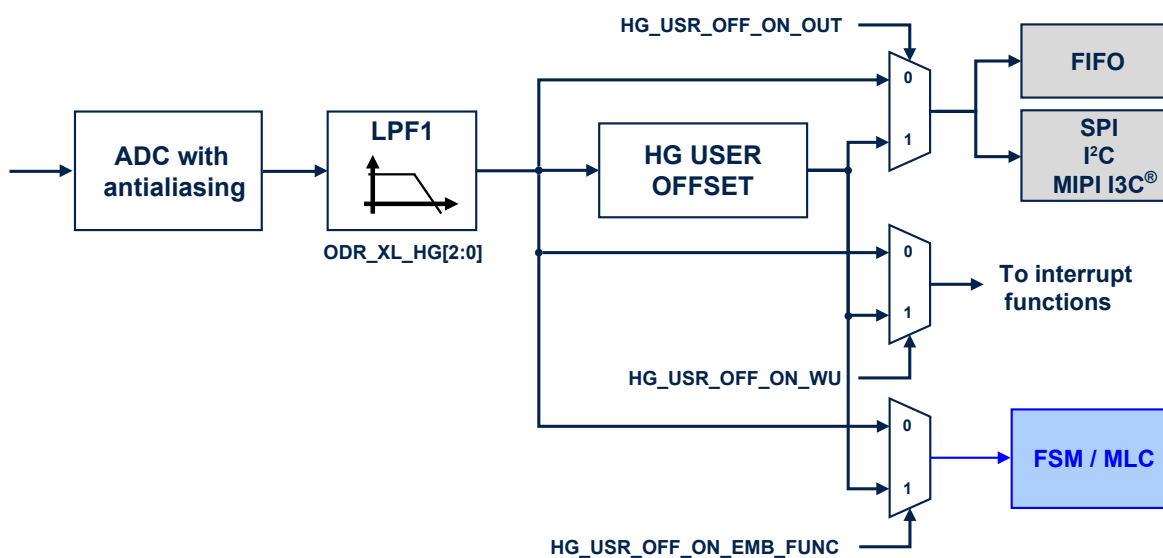 HG_USR_OFF_ON_OUT
0
1
FIFO
SPI
I²C
MIPI I3C®
ADC with
antialiasing
LPF1
ODR_XL_HG[2:0]
HG USER
OFFSET
0
1
To interrupt
functions
HG_USR_OFF_ON_WU
0
1
FSM / MLC
HG_USR_OFF_ON_EMB_FUNC